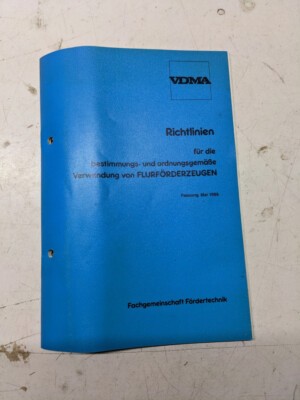 VDMA
Richtlinien
für die
bestimmungs- und ordnungsgemäße
Verwendung von FLURFÖRDERZEUGEN
Fassung: Mai
Fachgemeinschaft Fördertechnik